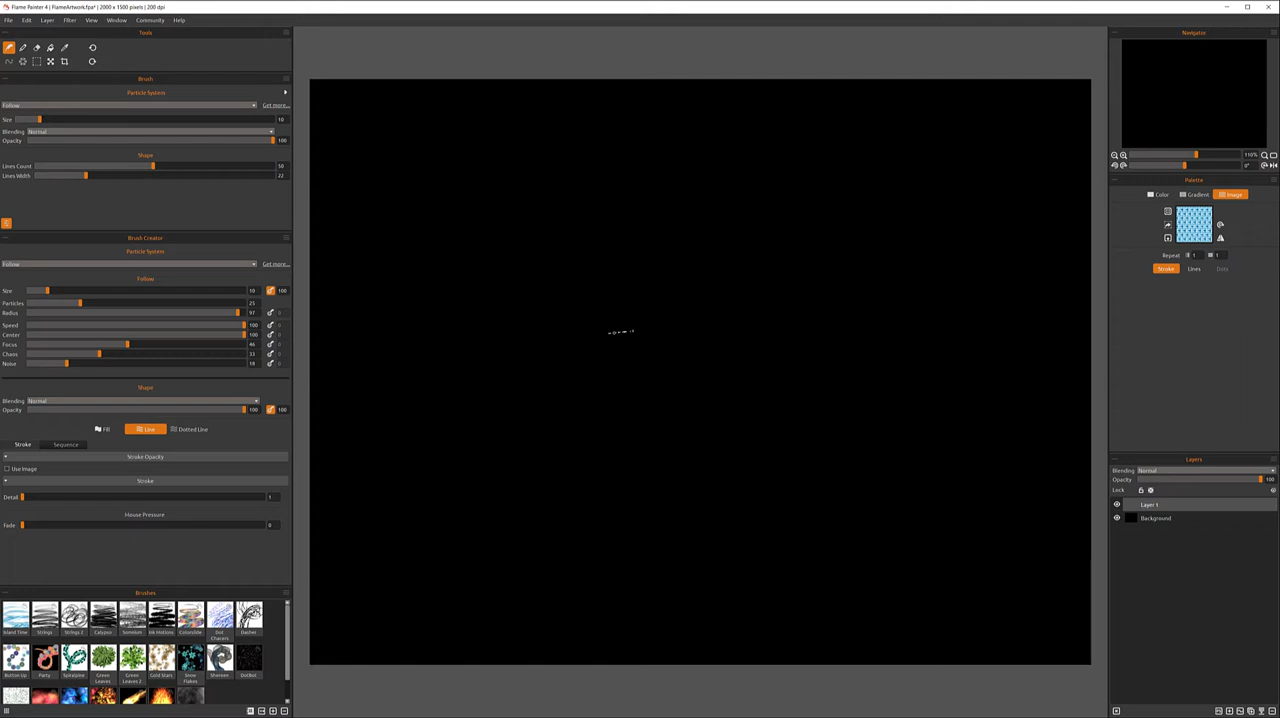 Flame Painter 4 | FlameArtwork.fpa* | 2000 x 1500 pixels | 200 dpi
File Edit Layer Filter View Window Community Help
Tools
Brush
Particle System
Follow Get more...
Size 10
Blending Normal
Opacity 100
Shape
Lines Count 50
Lines Width 22
Brush Creator
Particle System
Follow Get more...
Follow
Size 10 100
Particles 25
Radius 97 0
Speed 100 0
Center 100 0
Focus 46 0
Chaos 33 0
Noise 18 0
Shape
Blending Normal
Opacity 100 100
Fill Line Dotted Line
Stroke Sequence
Stroke Opacity
Use Image
Stroke
Detail 1
Mouse Pressure
Fade 0
Brushes
Island Time Strings Strings 2 Calypso Somnium Ink Motions Colorslide Dot Chacers Dasher
Button Up Party Spiralpine Green Leaves Green Leaves 2 Gold Stars Snow Flakes Shereen DotBot
Navigator
110%
0°
Palette
Color Gradient Image
Repeat 1 1
Stroke Lines Dots
Layers
Blending Normal
Opacity 100
Lock
Layer 1
Background